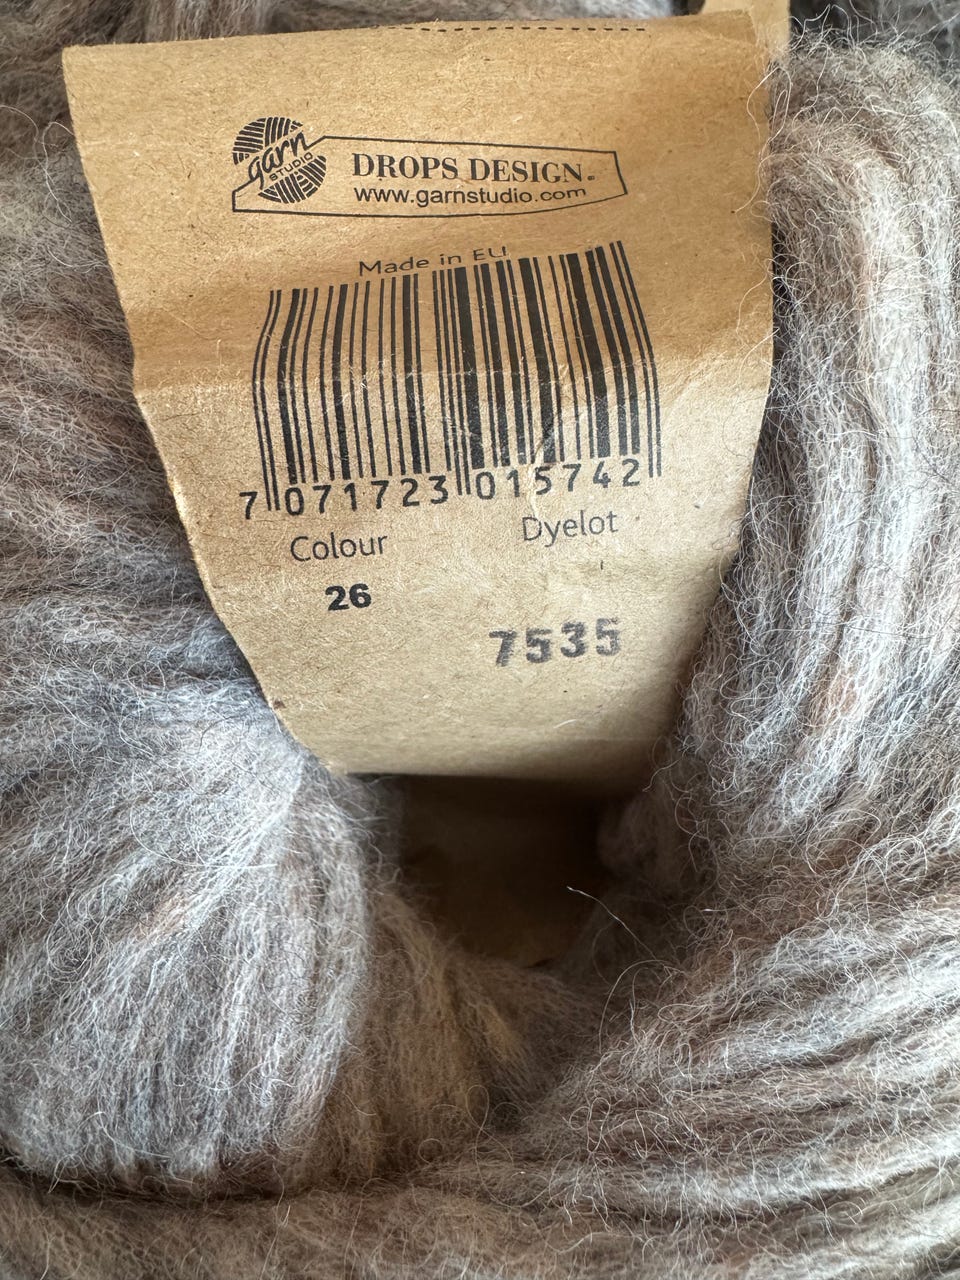 garn
STUDIO
DROPS DESIGN®
www.garnstudio.com
Made in EU
7 071723 015742
Colour Dyelot
26
7535